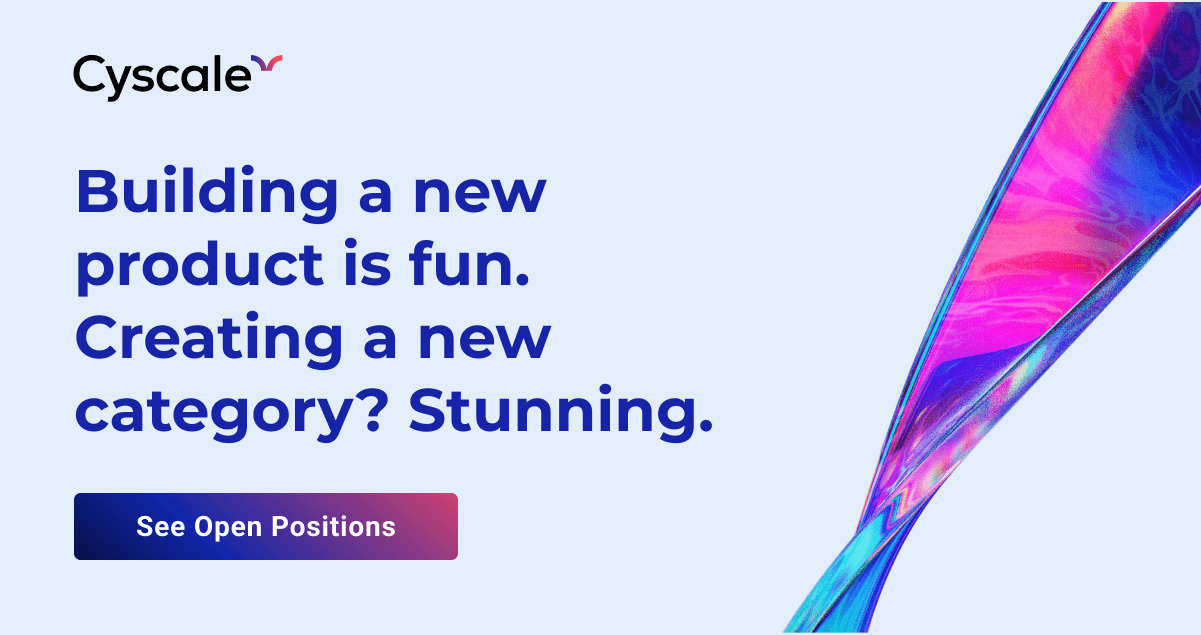 Cyscale
Building a new
product is fun.
Creating a new
category? Stunning.
See Open Positions